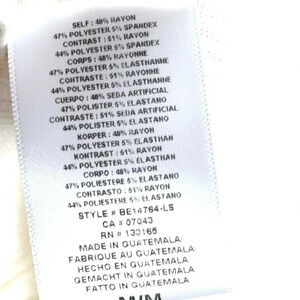 SELF : 48% RAYON
47% POLYESTER 5% SPANDEX
CONTRAST : 51% RAYON
44% POLYESTER 5% SPANDEX
CORPS : 48% RAYONNE
47% POLYESTER 5% ELASTHANNE
CONTRASTE : 51% RAYONNE
44% POLYESTER 5% ELASTHANNE
CUERPO : 48% SEDA ARTIFICIAL
47% POLISTER 5% ELASTANO
CONTRASTE : 51% SEDA ARTIFICIAL
44% POLISTER 5% ELASTANO
KORPER : 48% RAYON
47% POLYESTER 5% ELASTHAN
KONTRAST : 51% RAYON
44% POLYESTER 5% ELASTHAN
CORPO : 48% RAYON
47% POLIESTERE 5% ELASTANO
CONTRASTO : 51% RAYON
44% POLIESTERE 5% ELASTANO
STYLE # BE14764-LS
CA # 07043
RN # 133166
MADE IN GUATEMALA
FABRIQUE AU GUATEMALA
HECHO EN GUATEMALA
GEMACHT IN GUATEMALA
FATTO IN GUATEMALA